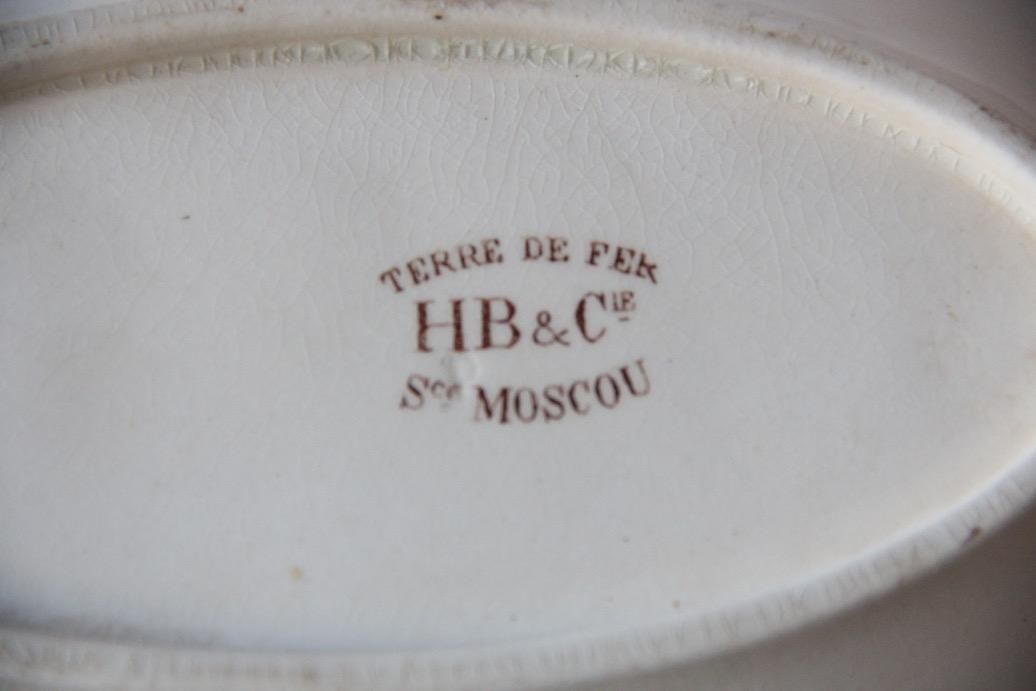 TERRE DE FER
HB & CIE
Sce MOSCOU